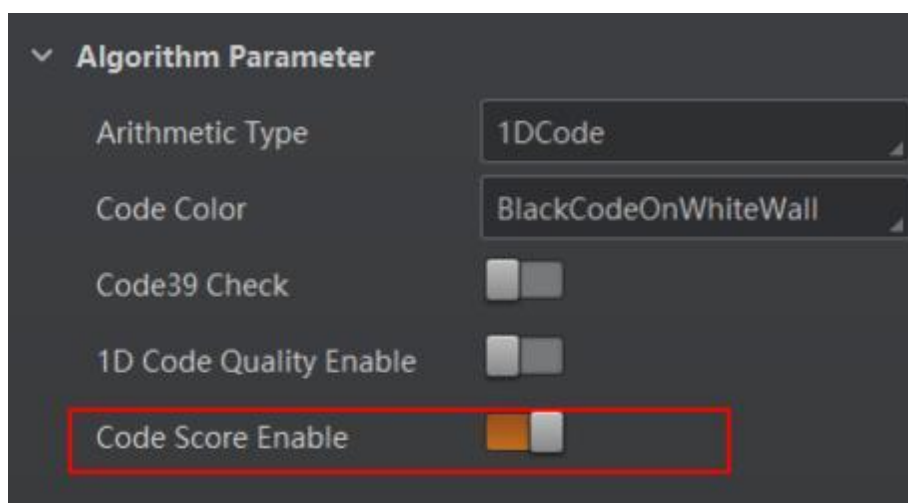 Algorithm Parameter
Arithmetic Type 1DCode
Code Color BlackCodeOnWhiteWall
Code39 Check
1D Code Quality Enable
Code Score Enable